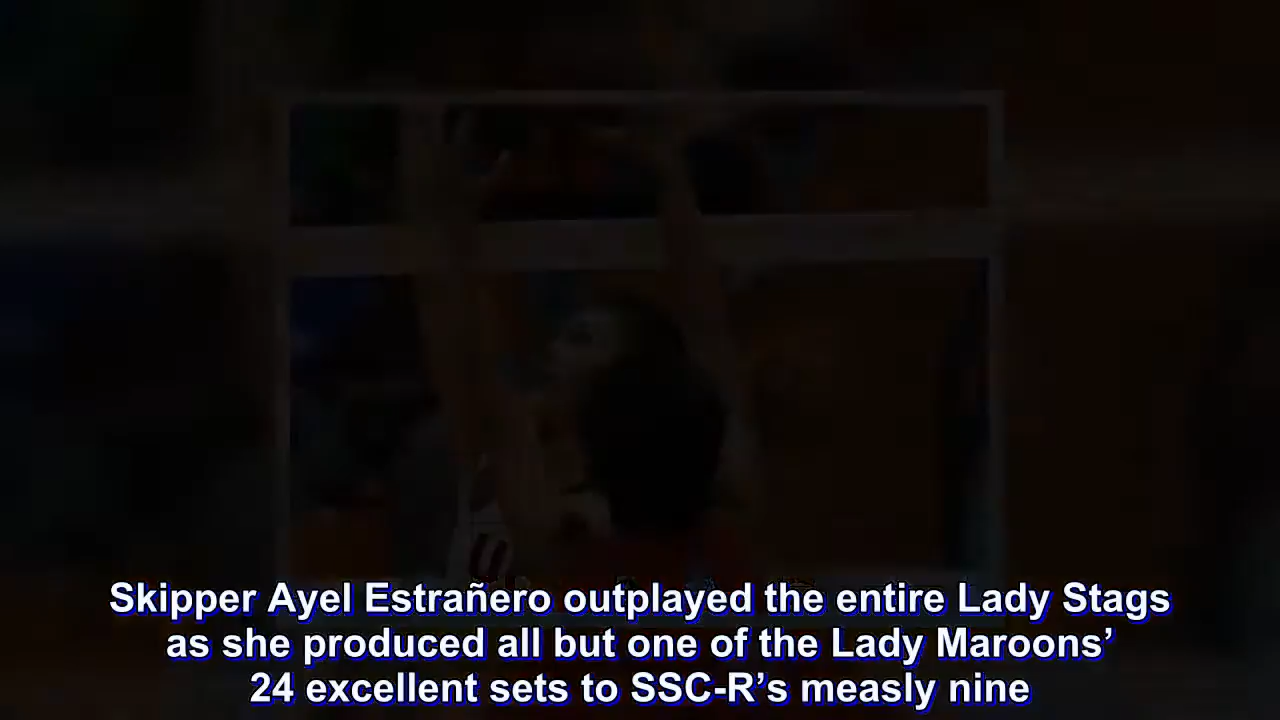 Skipper Ayel Estrañero outplayed the entire Lady Stags
as she produced all but one of the Lady Maroons’
24 excellent sets to SSC-R’s measly nine